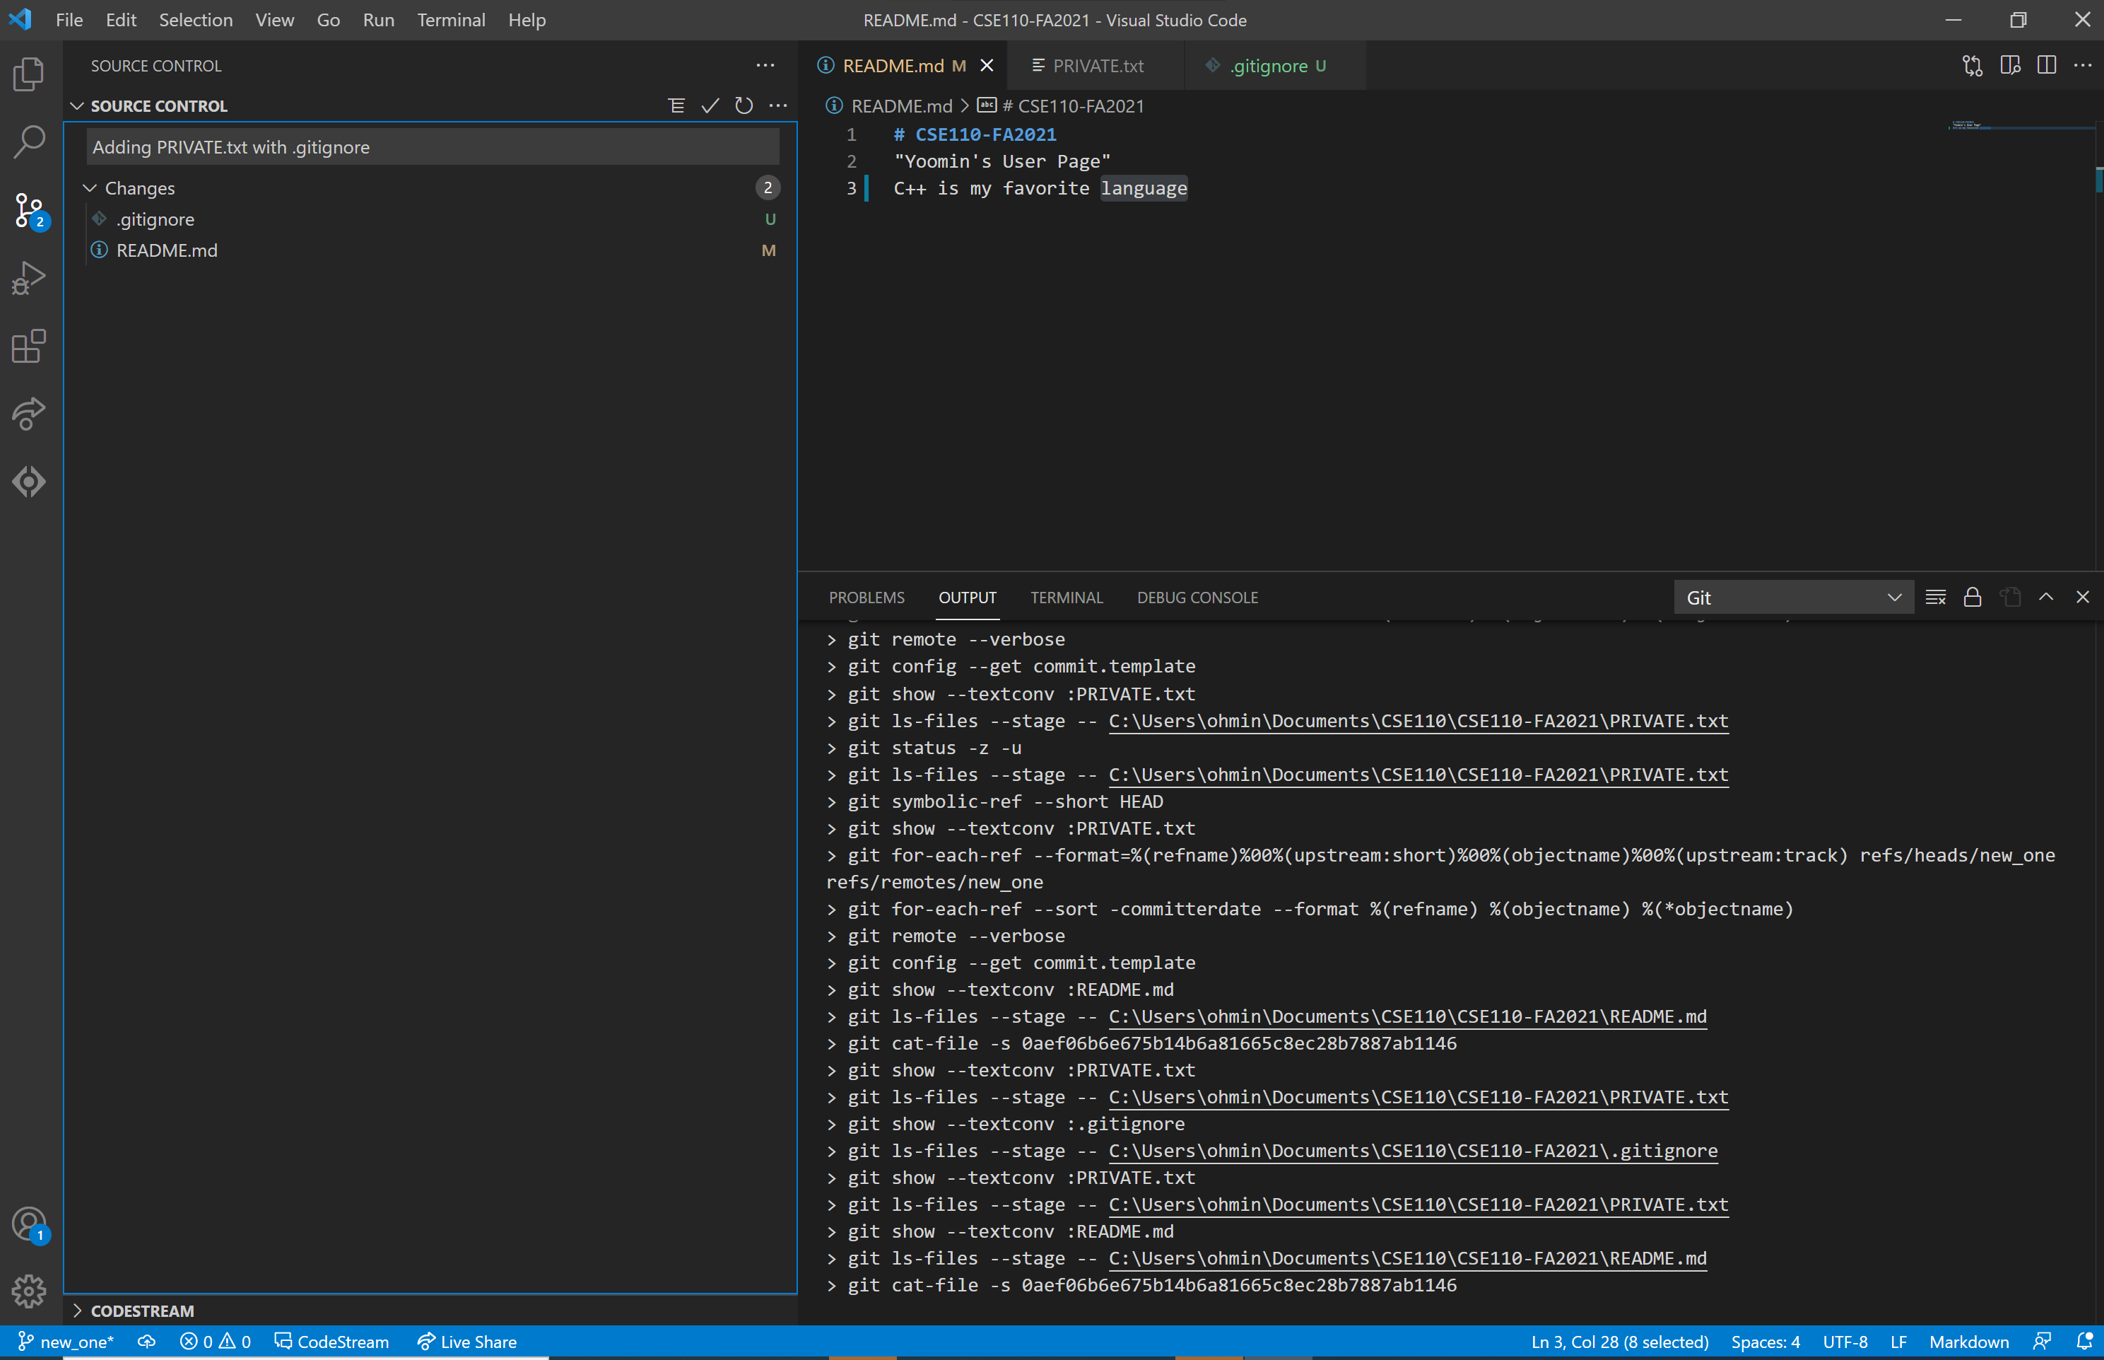 File Edit Selection View Go Run Terminal Help
README.md - CSE110-FA2021 - Visual Studio Code
SOURCE CONTROL
SOURCE CONTROL
Adding PRIVATE.txt with .gitignore
Changes 2
.gitignore U
README.md M
2
1
CODESTREAM
README.md M PRIVATE.txt .gitignore U
README.md > abc # CSE110-FA2021
1 # CSE110-FA2021
2 "Yoomin's User Page"
3 C++ is my favorite language
PROBLEMS OUTPUT TERMINAL DEBUG CONSOLE Git
> git remote --verbose
> git config --get commit.template
> git show --textconv :PRIVATE.txt
> git ls-files --stage -- C:\Users\ohmin\Documents\CSE110\CSE110-FA2021\PRIVATE.txt
> git status -z -u
> git ls-files --stage -- C:\Users\ohmin\Documents\CSE110\CSE110-FA2021\PRIVATE.txt
> git symbolic-ref --short HEAD
> git show --textconv :PRIVATE.txt
> git for-each-ref --format=%(refname)%00%(upstream:short)%00%(objectname)%00%(upstream:track) refs/heads/new_one
refs/remotes/new_one
> git for-each-ref --sort -committerdate --format %(refname) %(objectname) %(*objectname)
> git remote --verbose
> git config --get commit.template
> git show --textconv :README.md
> git ls-files --stage -- C:\Users\ohmin\Documents\CSE110\CSE110-FA2021\README.md
> git cat-file -s 0aef06b6e675b14b6a81665c8ec28b7887ab1146
> git show --textconv :PRIVATE.txt
> git ls-files --stage -- C:\Users\ohmin\Documents\CSE110\CSE110-FA2021\PRIVATE.txt
> git show --textconv :.gitignore
> git ls-files --stage -- C:\Users\ohmin\Documents\CSE110\CSE110-FA2021\.gitignore
> git show --textconv :PRIVATE.txt
> git ls-files --stage -- C:\Users\ohmin\Documents\CSE110\CSE110-FA2021\PRIVATE.txt
> git show --textconv :README.md
> git ls-files --stage -- C:\Users\ohmin\Documents\CSE110\CSE110-FA2021\README.md
> git cat-file -s 0aef06b6e675b14b6a81665c8ec28b7887ab1146
new_one* 0 0 CodeStream Live Share Ln 3, Col 28 (8 selected) Spaces: 4 UTF-8 LF Markdown